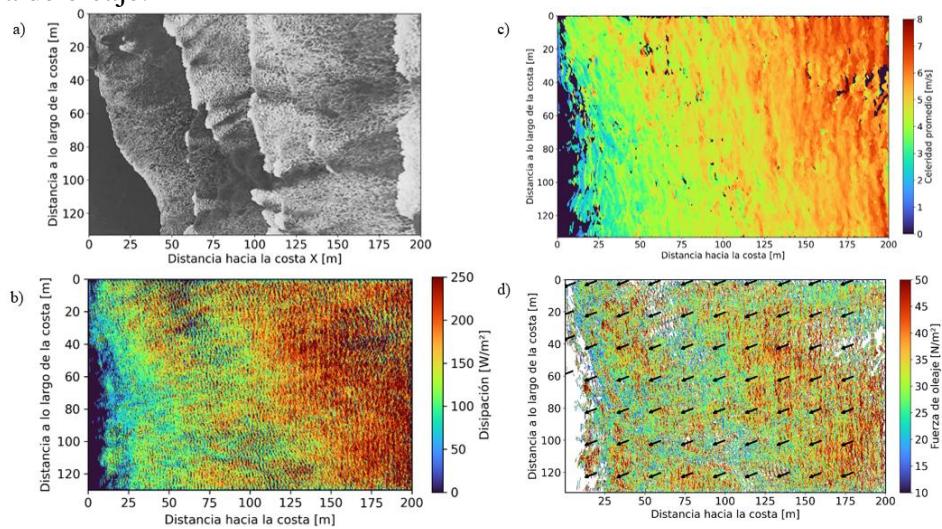 a)
0
20
40
60
80
100
120
Distancia a lo largo de la costa [m]
0 25 50 75 100 125 150 175 200
Distancia hacia la costa X [m]
c)
0
20
40
60
80
100
120
Distancia a lo largo de la costa [m]
0 25 50 75 100 125 150 175 200
Distancia hacia la costa [m]
8
7
6
5
4
3
2
1
0
Celeridad promedio [m/s]
b)
0
20
40
60
80
100
120
Distancia a lo largo de la costa [m]
0 25 50 75 100 125 150 175 200
Distancia hacia la costa [m]
250
200
150
100
50
0
Disipación [W/m²]
d)
0
20
40
60
80
100
120
Distancia a lo largo de la costa [m]
25 50 75 100 125 150 175 200
Distancia hacia la costa [m]
50
45
40
35
30
25
20
15
10
Fuerza de oleaje [N/m²]